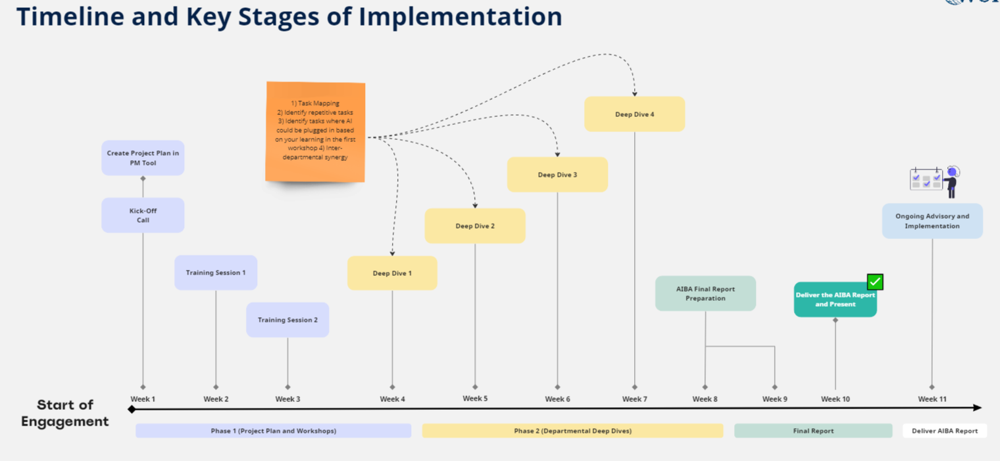 Timeline and Key Stages of Implementation
1) Task Mapping
2) Identify repetitive tasks
3) Identify tasks where AI
could be plugged in based
on your learning in the first
workshop 4) Inter-
departmental synergy
Deep Dive 4
Create Project Plan in
PM Tool
Deep Dive 3
Kick-Off
Call
Deep Dive 2
Ongoing Advisory and
Implementation
Training Session 1
Deep Dive 1
AIBA Final Report
Preparation
Deliver the AIBA Report
and Present
Training Session 2
Start of
Engagement
Week 1
Week 2
Week 3
Week 4
Week 5
Week 6
Week 7
Week 8
Week 9
Week 10
Week 11
Phase 1 (Project Plan and Workshops)
Phase 2 (Departmental Deep Dives)
Final Report
Deliver AIBA Report